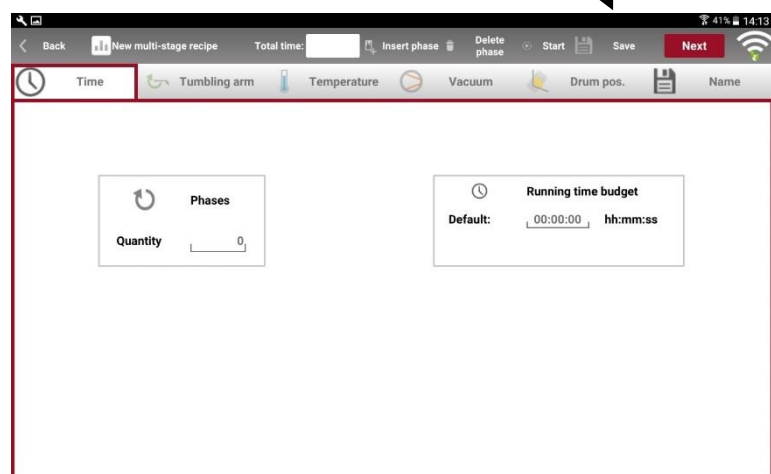 41% 14:13
Back New multi-stage recipe Total time: Insert phase Delete phase Start Save Next
Time Tumbling arm Temperature Vacuum Drum pos. Name
Phases
Quantity 0
Running time budget
Default: 00:00:00 hh:mm:ss